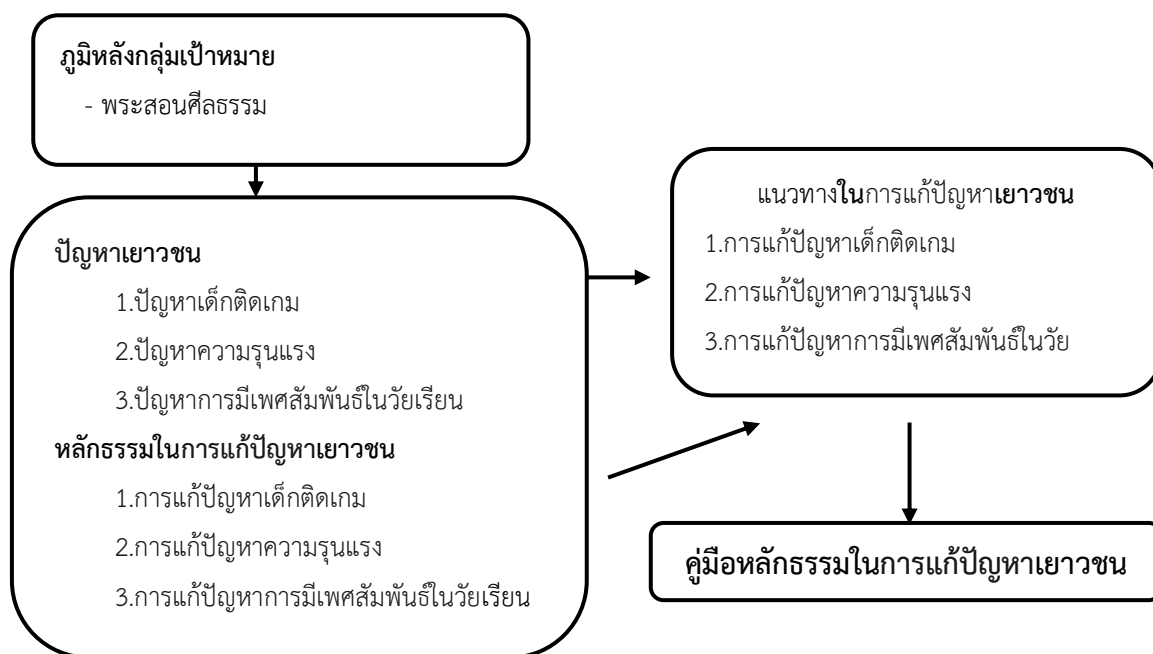 ภูมิหลังกลุ่มเป้าหมาย
- พระสอนศีลธรรม
ปัญหาเยาวชน
1.ปัญหาเด็กติดเกม
2.ปัญหาความรุนแรง
3.ปัญหาการมีเพศสัมพันธ์ในวัยเรียน
หลักธรรมในการแก้ปัญหาเยาวชน
1.การแก้ปัญหาเด็กติดเกม
2.การแก้ปัญหาความรุนแรง
3.การแก้ปัญหาการมีเพศสัมพันธ์ในวัยเรียน
แนวทางในการแก้ปัญหาเยาวชน
1.การแก้ปัญหาเด็กติดเกม
2.การแก้ปัญหาความรุนแรง
3.การแก้ปัญหาการมีเพศสัมพันธ์ในวัย
คู่มือหลักธรรมในการแก้ปัญหาเยาวชน